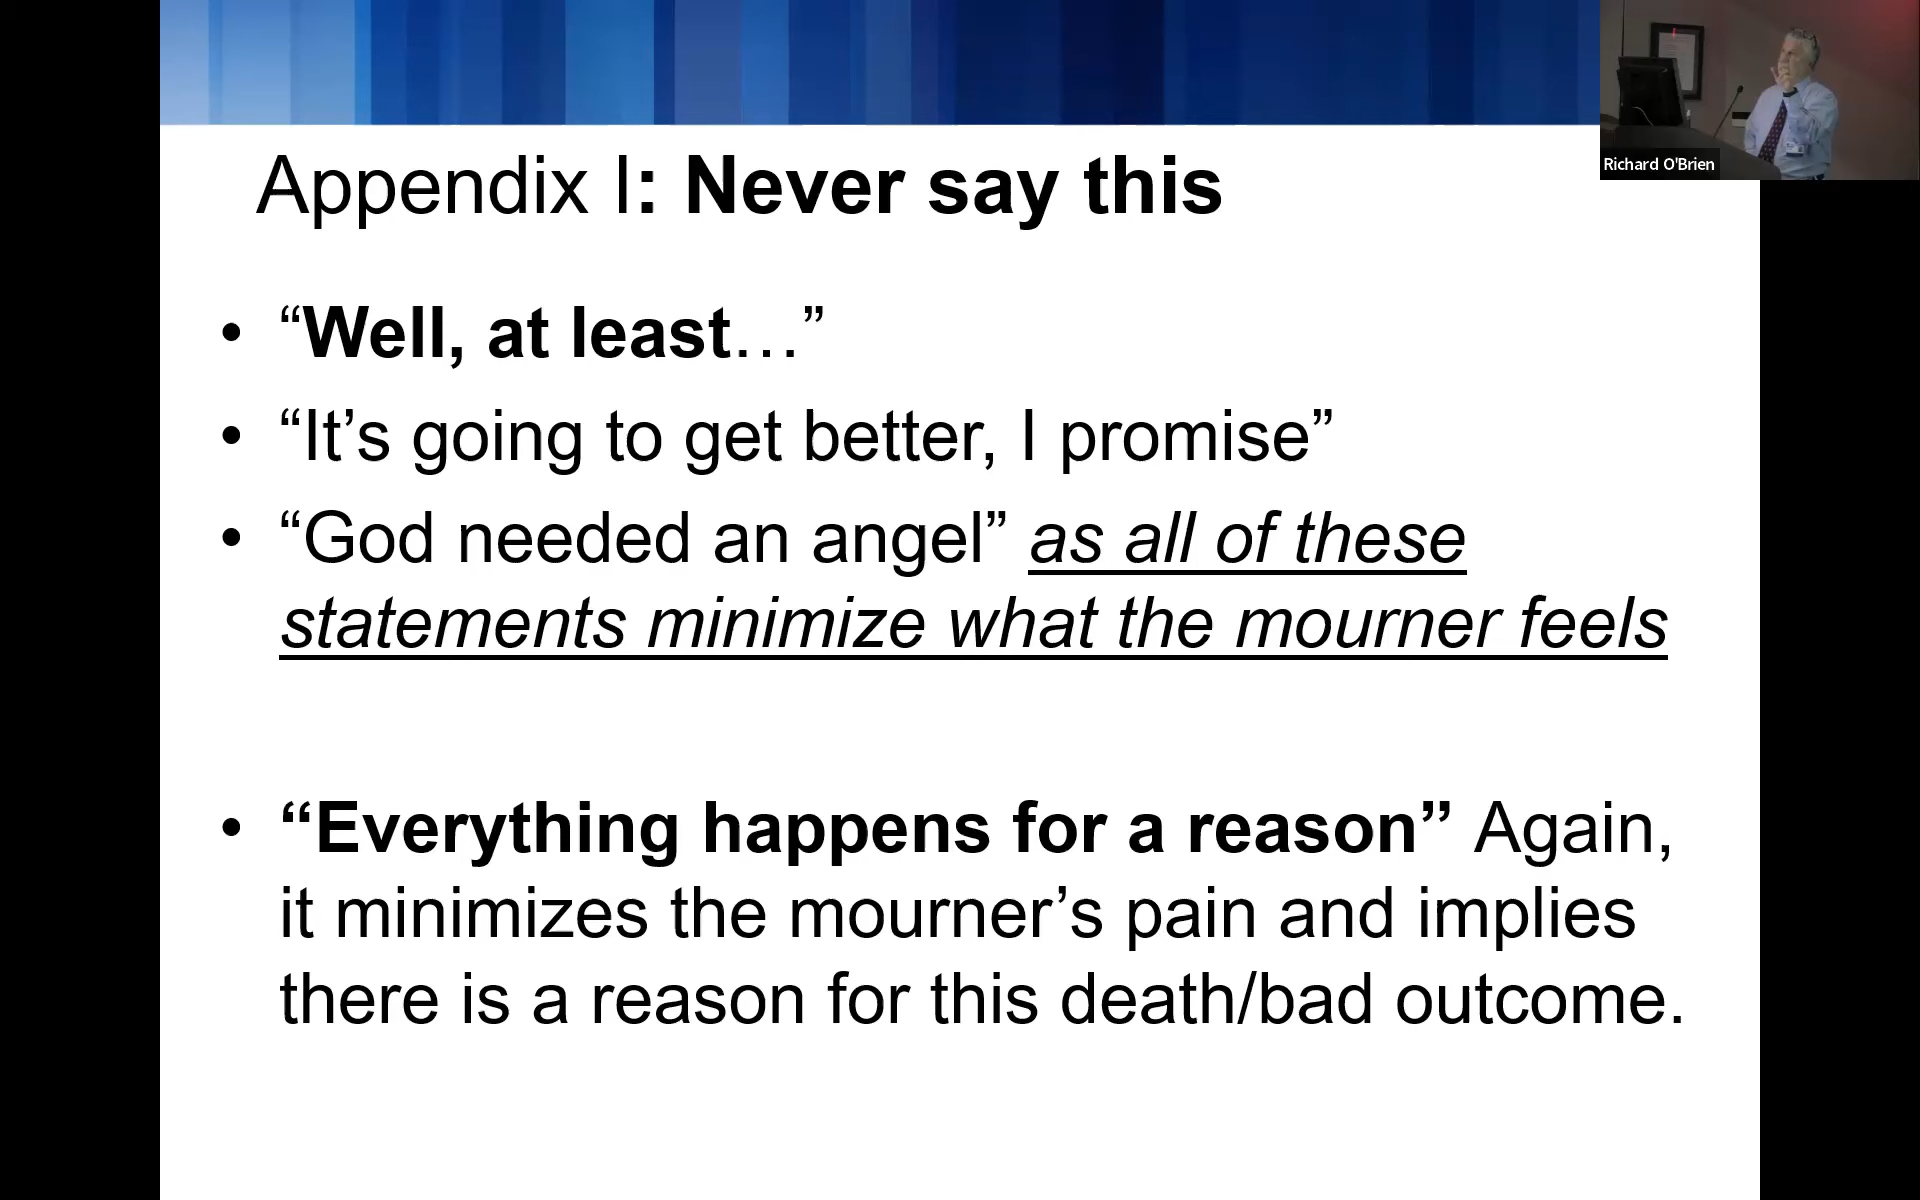 Appendix I: Never say this
• “Well, at least…”
• “It’s going to get better, I promise”
• “God needed an angel” as all of these
statements minimize what the mourner feels
• “Everything happens for a reason” Again,
it minimizes the mourner’s pain and implies
there is a reason for this death/bad outcome.
Richard O'Brien